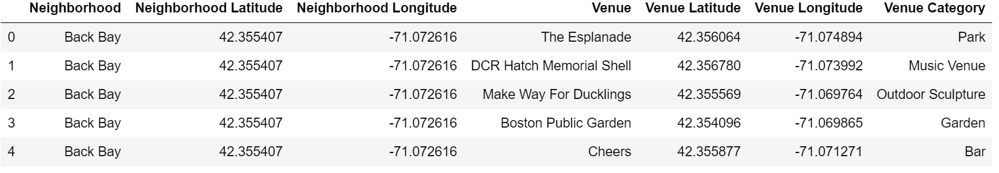 Neighborhood Neighborhood Latitude Neighborhood Longitude Venue Venue Latitude Venue Longitude Venue Category
0 Back Bay 42.355407 -71.072616 The Esplanade 42.356064 -71.074894 Park
1 Back Bay 42.355407 -71.072616 DCR Hatch Memorial Shell 42.356780 -71.073992 Music Venue
2 Back Bay 42.355407 -71.072616 Make Way For Ducklings 42.355569 -71.069764 Outdoor Sculpture
3 Back Bay 42.355407 -71.072616 Boston Public Garden 42.354096 -71.069865 Garden
4 Back Bay 42.355407 -71.072616 Cheers 42.355877 -71.071271 Bar